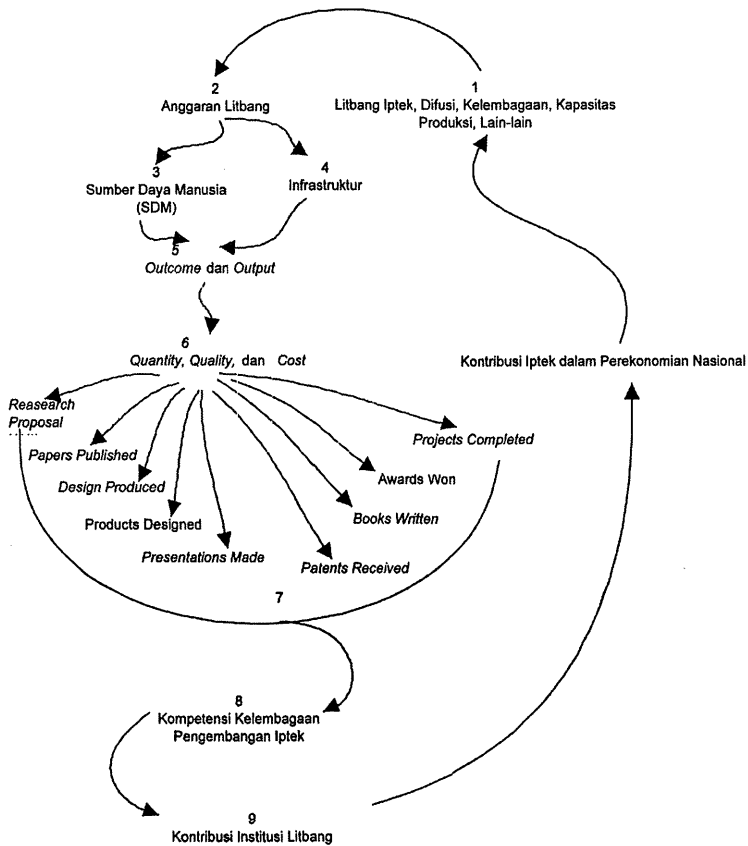 1
Litbang Iptek, Difusi, Kelembagaan, Kapasitas
Produksi, Lain-lain
2
Anggaran Litbang
3
Sumber Daya Manusia
(SDM)
4
Infrastruktur
5
Outcome dan Output
6
Quantity, Quality, dan Cost
Reasearch
Proposal
Papers Published
Design Produced
Products Designed
Presentations Made
Patents Received
Books Written
Awards Won
Projects Completed
7
8
Kompetensi Kelembagaan
Pengembangan Iptek
9
Kontribusi Institusi Litbang
Kontribusi Iptek dalam Perekonomian Nasional